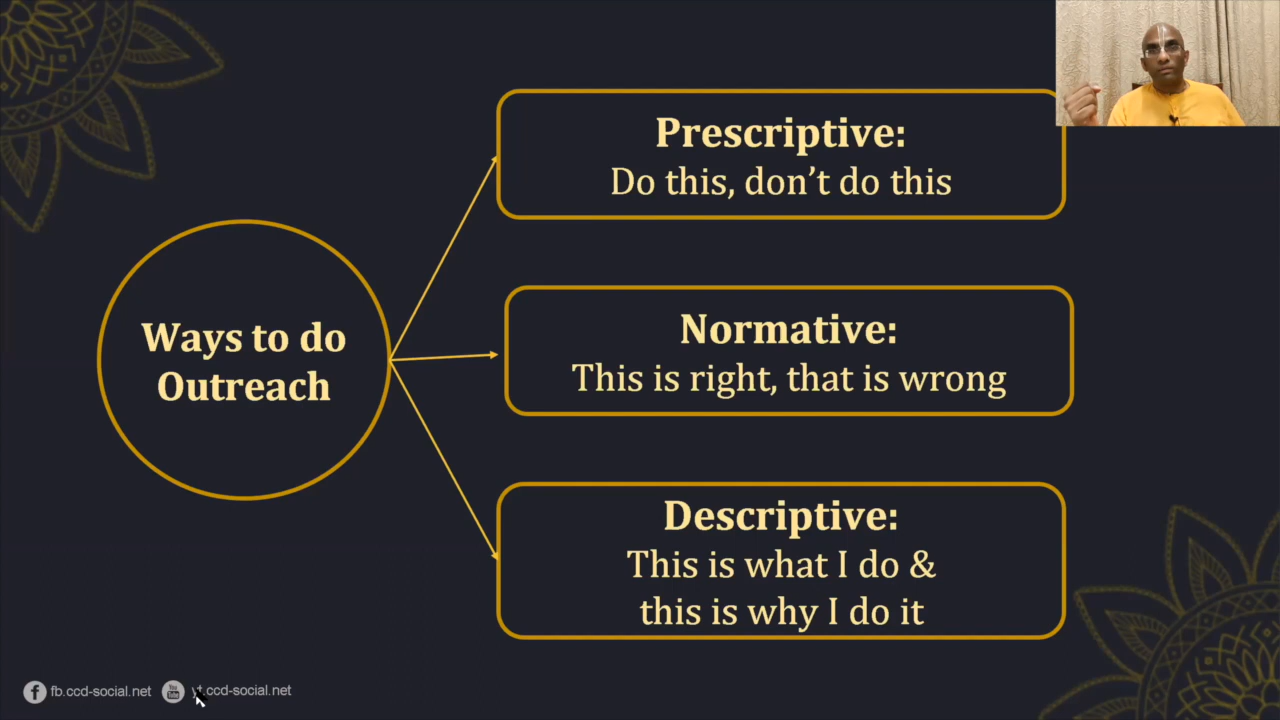 Ways to do
Outreach
Prescriptive:
Do this, don’t do this
Normative:
This is right, that is wrong
Descriptive:
This is what I do &
this is why I do it
fb.ccd-social.net
yt.ccd-social.net